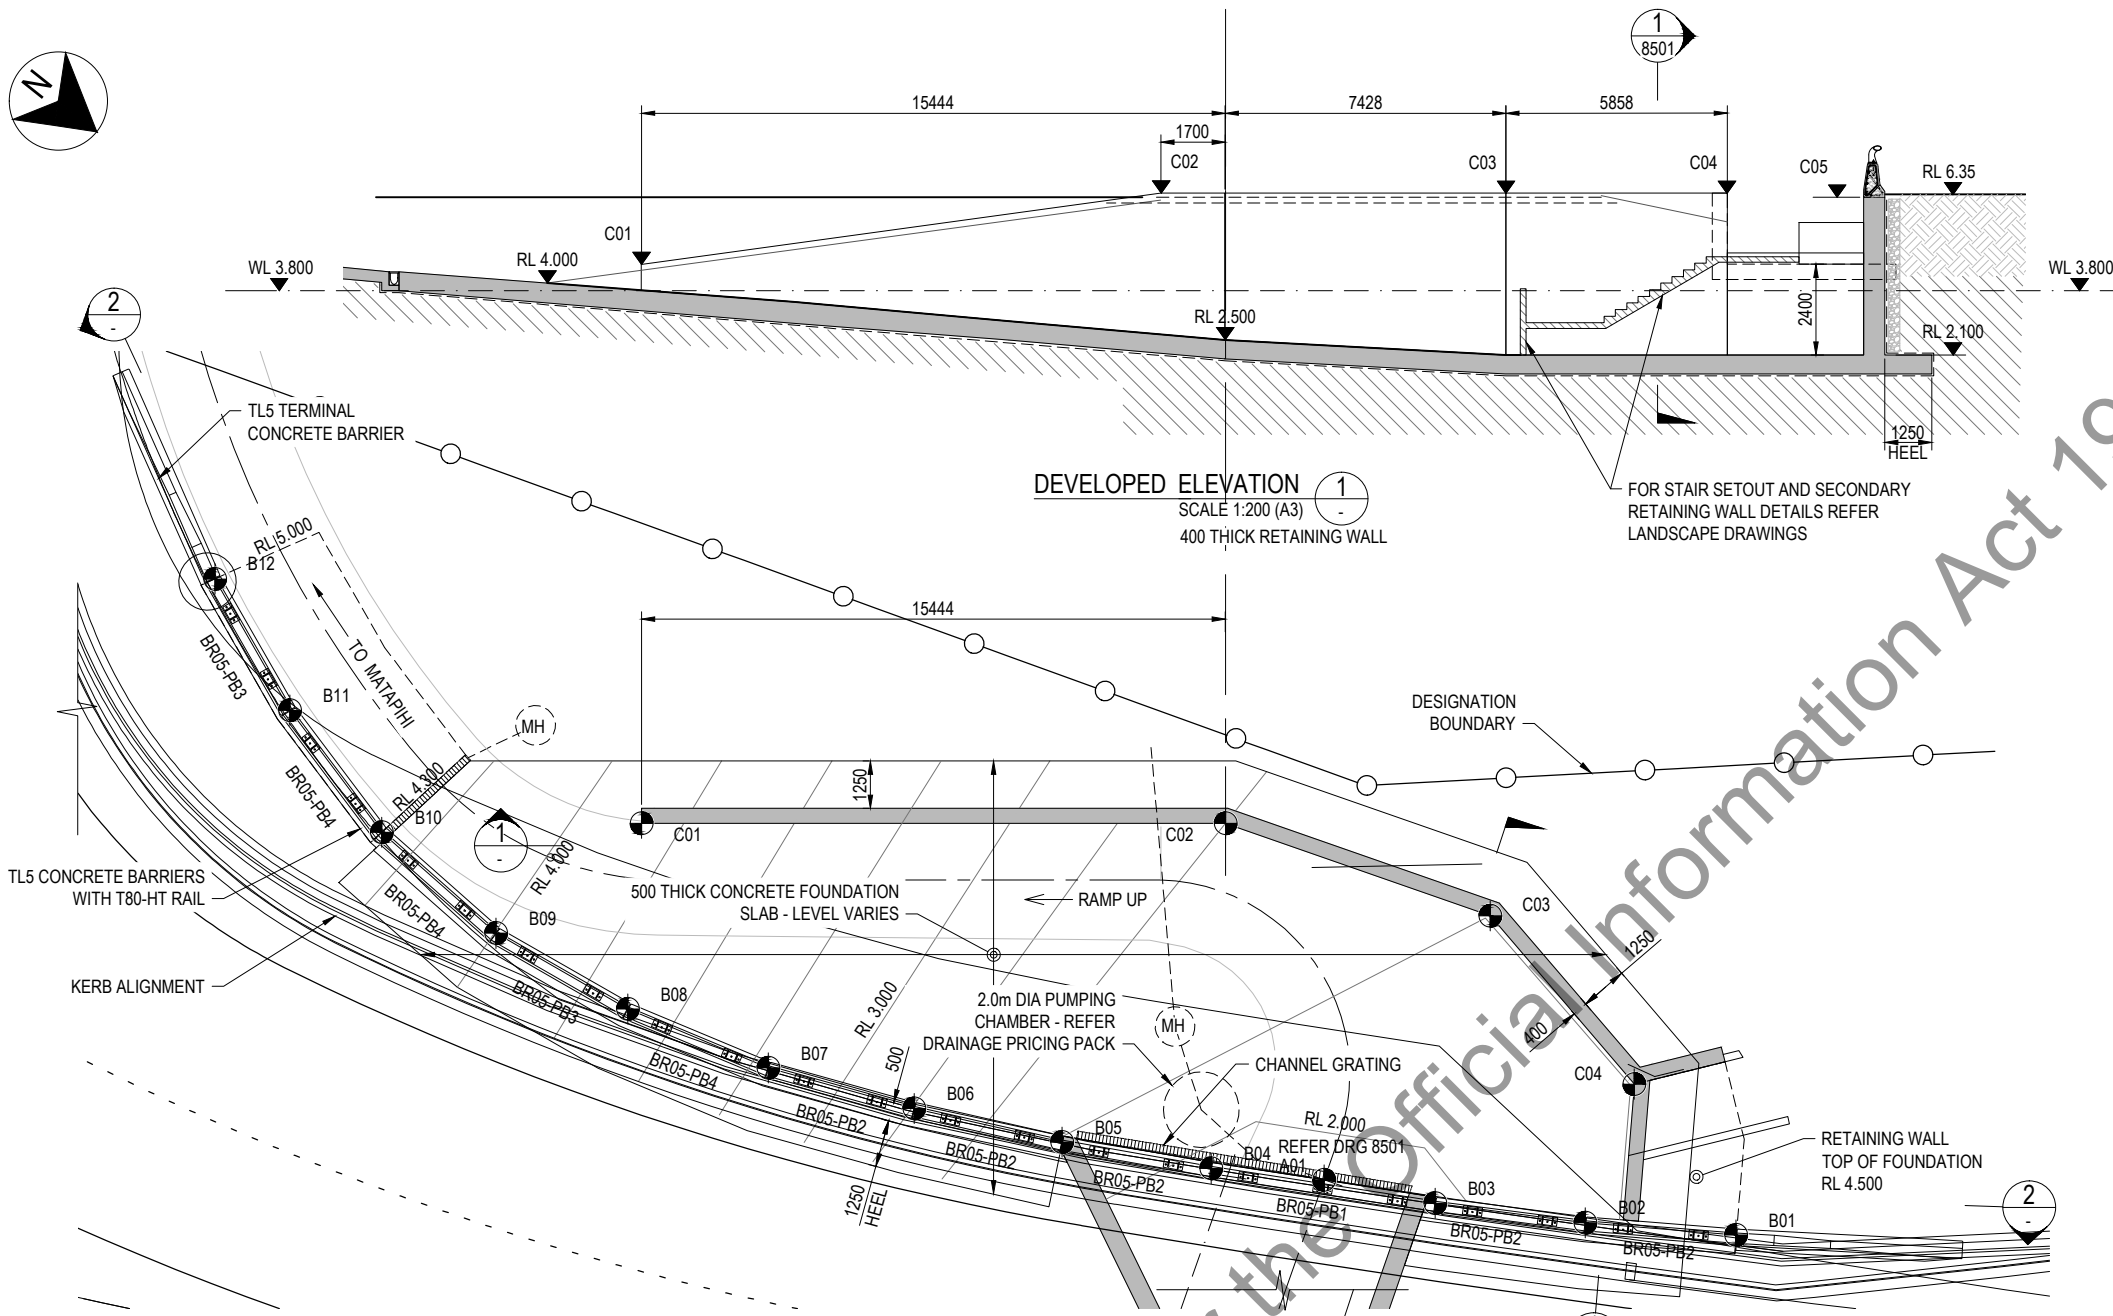 N
1
8501
15444
7428
5858
1700
C02
C03
C04
C05
RL 6.35
C01
RL 4.000
WL 3.800
WL 3.800
RL 2.500
2400
RL 2.100
2
-
1250
HEEL
TL5 TERMINAL
CONCRETE BARRIER
DEVELOPED ELEVATION
1
-
SCALE 1:200 (A3)
400 THICK RETAINING WALL
FOR STAIR SETOUT AND SECONDARY
RETAINING WALL DETAILS REFER
LANDSCAPE DRAWINGS
RL 5.000
B12
15444
BR05-PB3
TO MATAPIHI
B11
MH
DESIGNATION
BOUNDARY
BR05-PB4
RL 4.300
1250
B10
1
-
C01
C02
RL 4.000
TL5 CONCRETE BARRIERS
WITH T80-HT RAIL
500 THICK CONCRETE FOUNDATION
SLAB - LEVEL VARIES
RAMP UP
C03
BR05-PB4
B09
1250
KERB ALIGNMENT
BR05-PB3
B08
RL 3.000
2.0m DIA PUMPING
CHAMBER - REFER
DRAINAGE PRICING PACK
MH
400
B07
500
CHANNEL GRATING
C04
BR05-PB4
B06
BR05-PB2
B05
RL 2.000
REFER DRG 8501
B04
A01
BR05-PB2
BR05-PB2
1250
HEEL
BR05-PB1
B03
BR05-PB2
B02
BR05-PB2
B01
RETAINING WALL
TOP OF FOUNDATION
RL 4.500
2
-
the Official Information Act 19